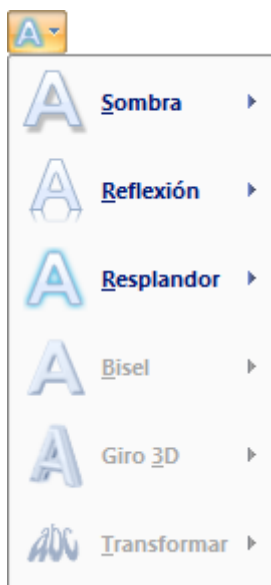 Sombra
Reflexión
Resplandor
Bisel
Giro 3D
Transformar